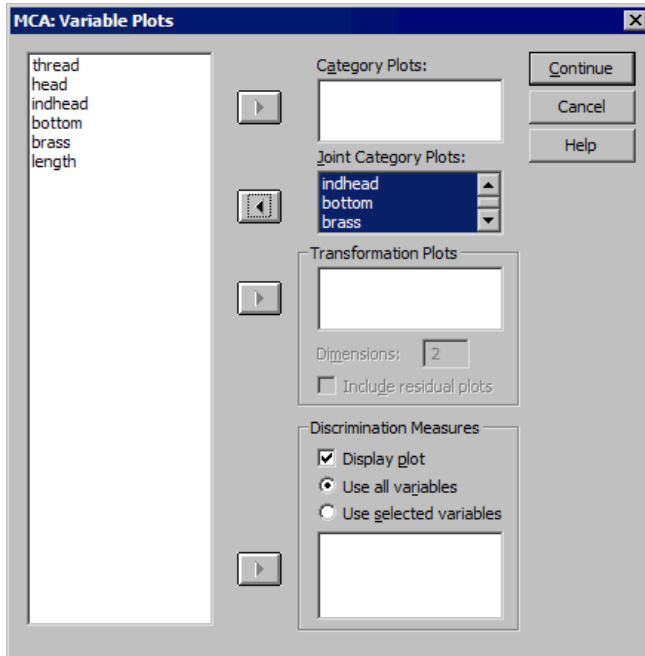 MCA: Variable Plots
thread
head
indhead
bottom
brass
length
Category Plots:
Joint Category Plots:
indhead
bottom
brass
Transformation Plots
Dimensions: 2
Include residual plots
Discrimination Measures
Display plot
Use all variables
Use selected variables
Continue
Cancel
Help